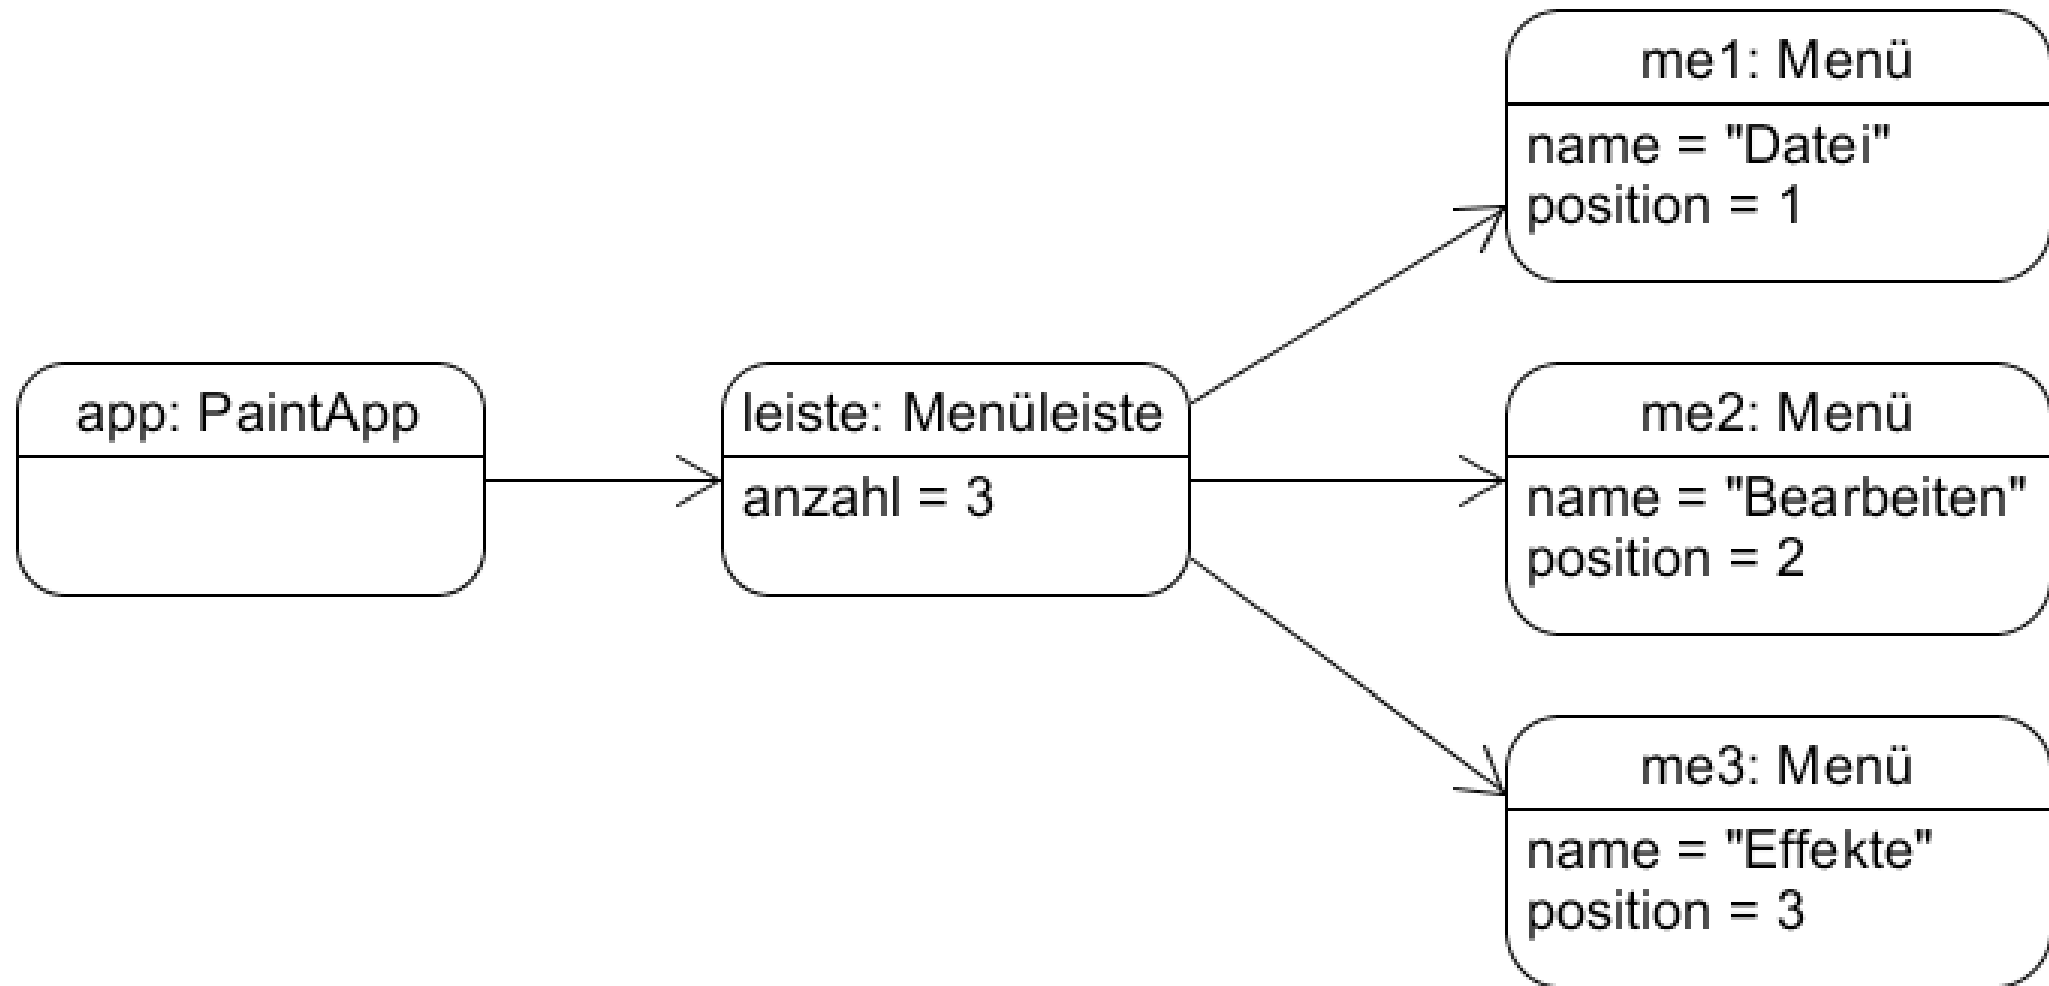 app: PaintApp
leiste: Menüleiste
anzahl = 3
me1: Menü
name = "Datei"
position = 1
me2: Menü
name = "Bearbeiten"
position = 2
me3: Menü
name = "Effekte"
position = 3